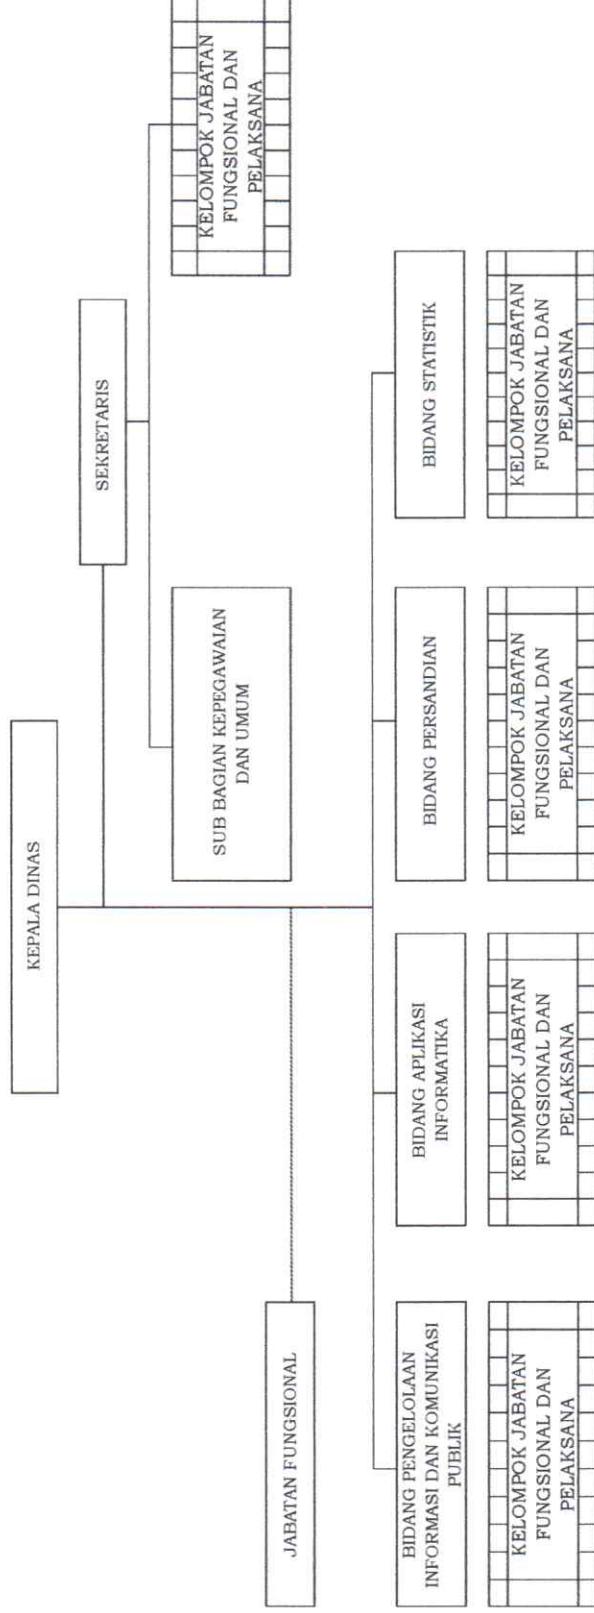 KEPALA DINAS
SEKRETARIS
SUB BAGIAN KEPEGAWAIAN
DAN UMUM
KELOMPOK JABATAN
FUNGSIONAL DAN
PELAKSANA
JABATAN FUNGSIONAL
BIDANG PENGELOLAAN
INFORMASI DAN KOMUNIKASI
PUBLIK
BIDANG APLIKASI
INFORMATIKA
BIDANG PERSANDIAN
BIDANG STATISTIK
KELOMPOK JABATAN
FUNGSIONAL DAN
PELAKSANA
KELOMPOK JABATAN
FUNGSIONAL DAN
PELAKSANA
KELOMPOK JABATAN
FUNGSIONAL DAN
PELAKSANA
KELOMPOK JABATAN
FUNGSIONAL DAN
PELAKSANA